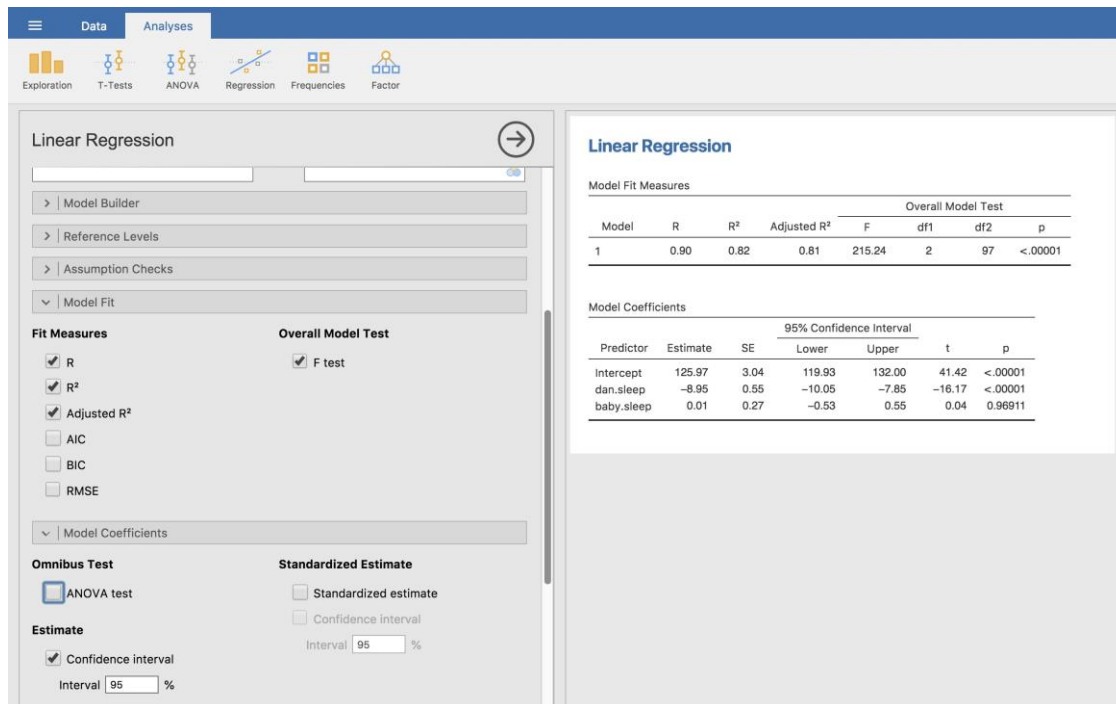 Data Analyses
Exploration T-Tests ANOVA Regression Frequencies Factor
Linear Regression
> | Model Builder
> | Reference Levels
> | Assumption Checks
Model Fit
Fit Measures Overall Model Test
R F test
R²
Adjusted R²
AIC
BIC
RMSE
Model Coefficients
Omnibus Test Standardized Estimate
ANOVA test Standardized estimate
Confidence interval
Interval 95 %
Estimate
Confidence interval
Interval 95 %
Linear Regression
Model Fit Measures
Overall Model Test
Model R R² Adjusted R² F df1 df2 p
1 0.90 0.82 0.81 215.24 2 97 <.00001
Model Coefficients
95% Confidence Interval
Predictor Estimate SE Lower Upper t p
Intercept 125.97 3.04 119.93 132.00 41.42 <.00001
dan.sleep −8.95 0.55 −10.05 −7.85 −16.17 <.00001
baby.sleep 0.01 0.27 −0.53 0.55 0.04 0.96911